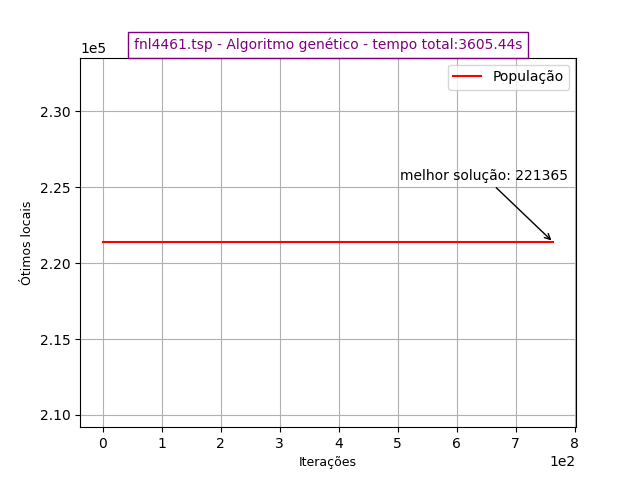 fnl4461.tsp - Algoritmo genético - tempo total:3605.44s
1e5
População
2.30
melhor solução: 221365
2.25
2.20
2.15
2.10
Ótimos locais
0 1 2 3 4 5 6 7 8
Iterações
1e2